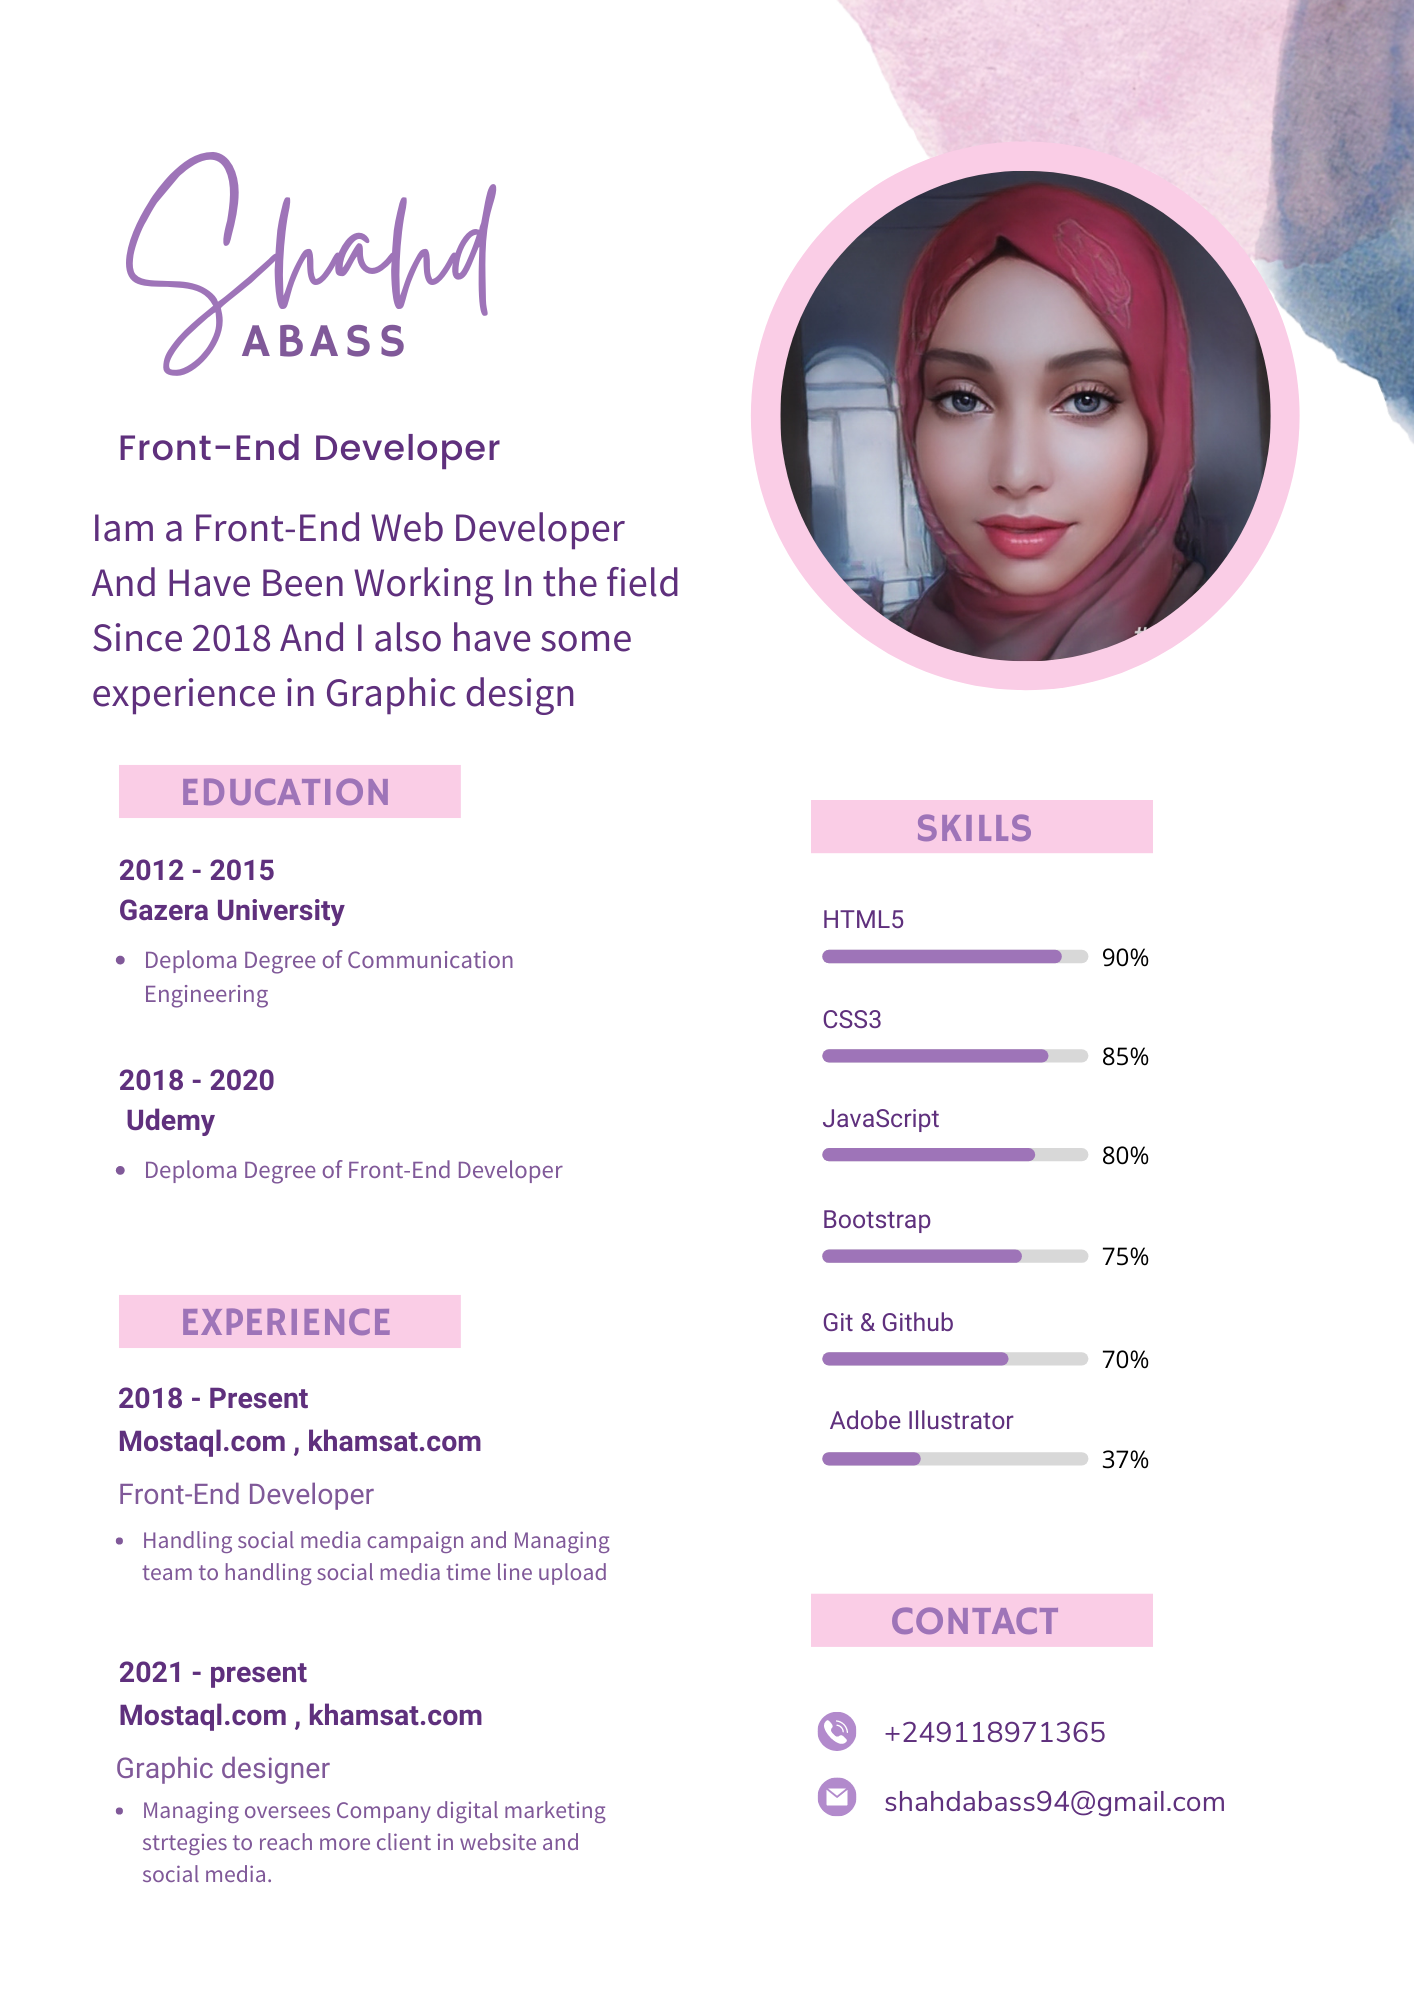 Shahd
ABASS
Front-End Developer
Iam a Front-End Web Developer
And Have Been Working In the field
Since 2018 And I also have some
experience in Graphic design
EDUCATION
2012 - 2015
Gazera University
• Deploma Degree of Communication
Engineering
2018 - 2020
Udemy
• Deploma Degree of Front-End Developer
EXPERIENCE
2018 - Present
Mostaql.com , khamsat.com
Front-End Developer
• Handling social media campaign and Managing
team to handling social media time line upload
2021 - present
Mostaql.com , khamsat.com
Graphic designer
• Managing oversees Company digital marketing
strtegies to reach more client in website and
social media.
SKILLS
HTML5
90%
CSS3
85%
JavaScript
80%
Bootstrap
75%
Git & Github
70%
Adobe Illustrator
37%
CONTACT
+249118971365
shahdabass94@gmail.com